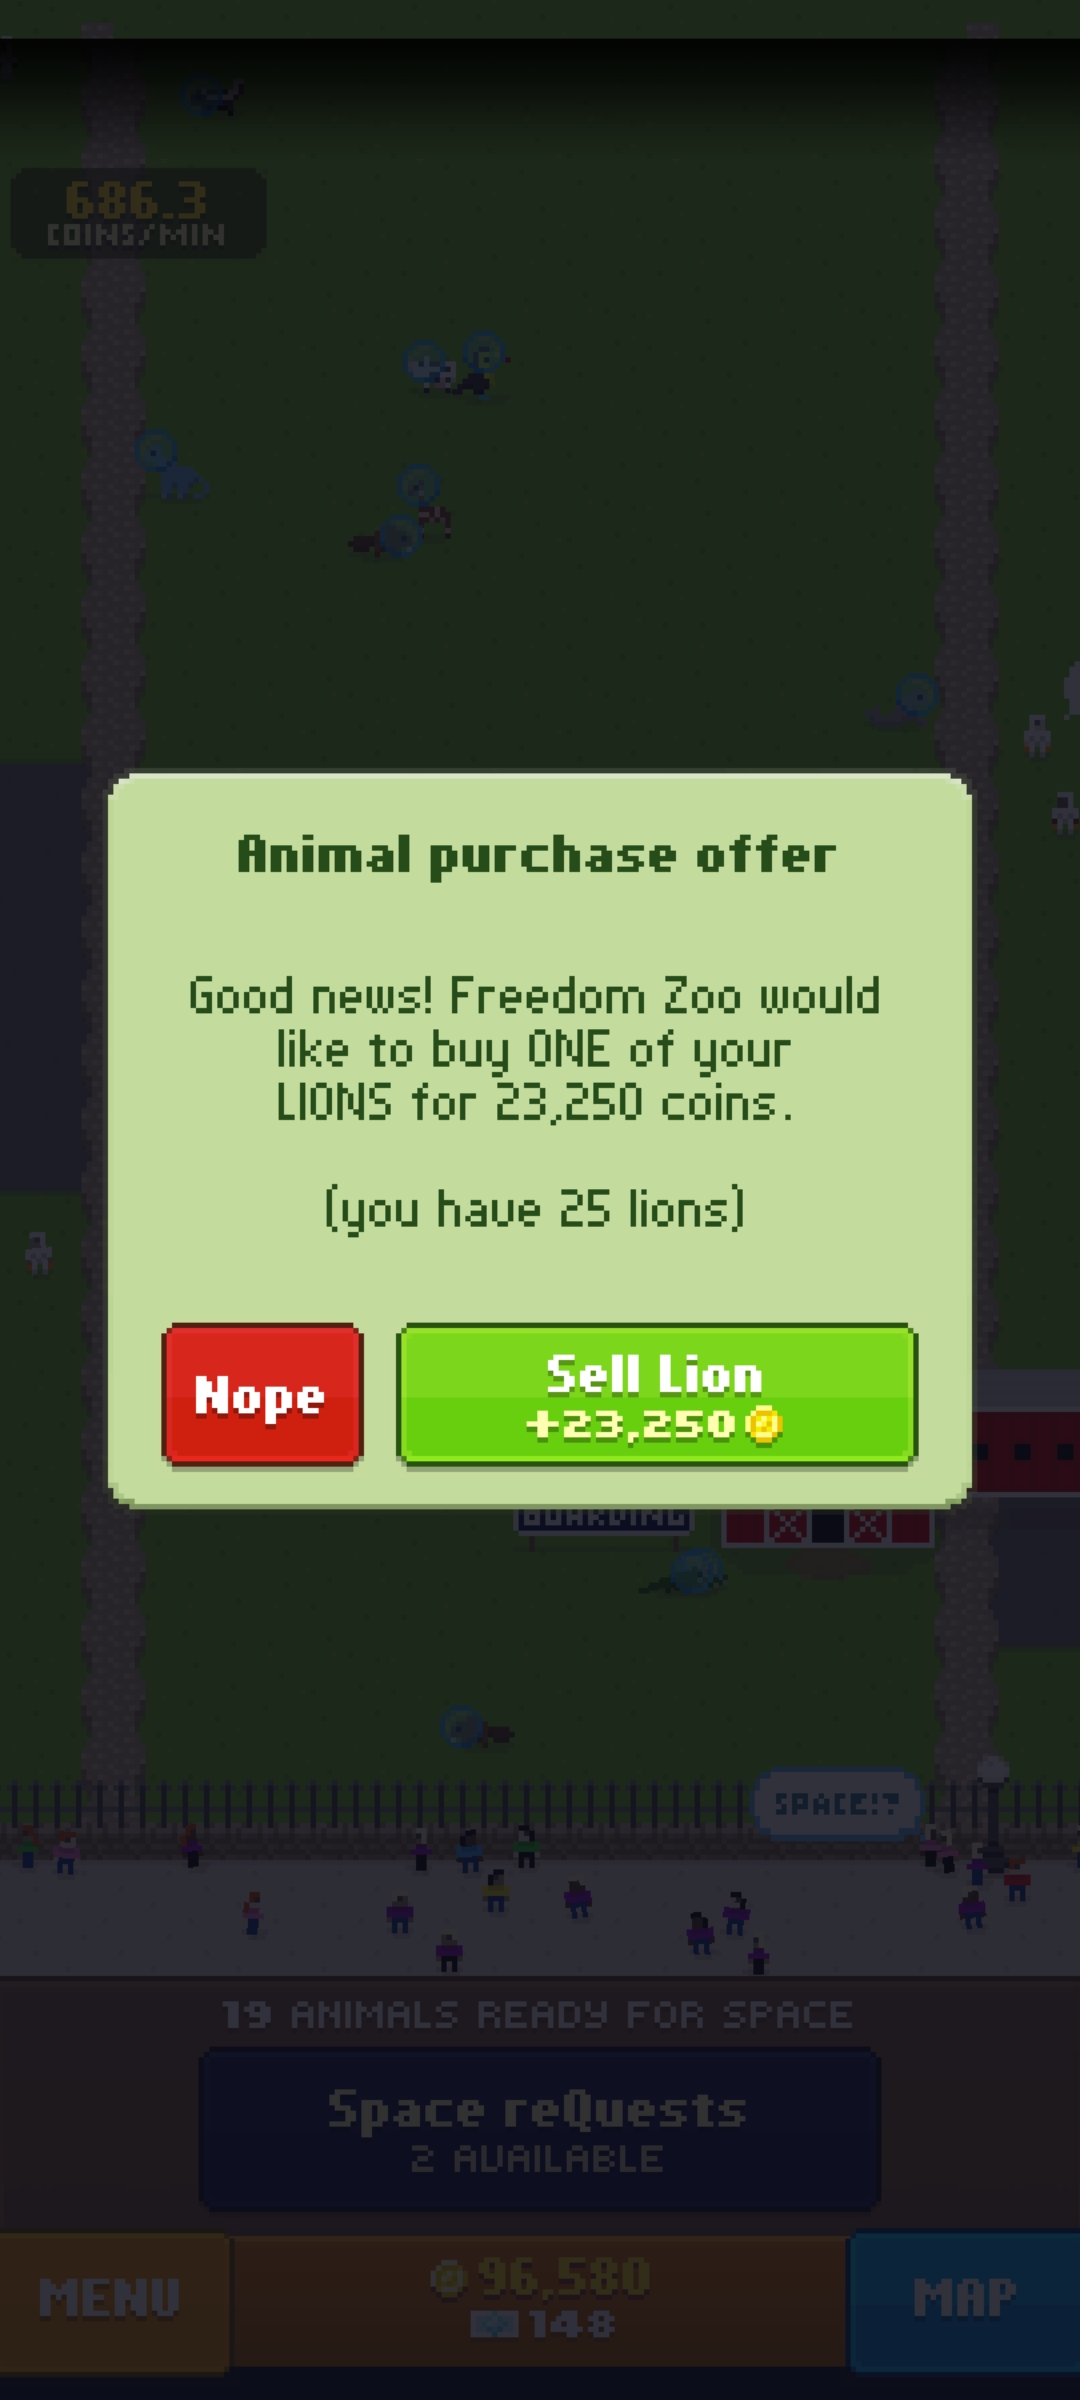 686.3
COINS/MIN
Animal purchase offer
Good news! Freedom Zoo would
like to buy ONE of your
LIONS for 23,250 coins.
(you have 25 lions)
Nope
Sell Lion
+23,250
BOARDING
SPACE!?
19 ANIMALS READY FOR SPACE
Space reQuests
2 AVAILABLE
MENU
96,580
148
MAP